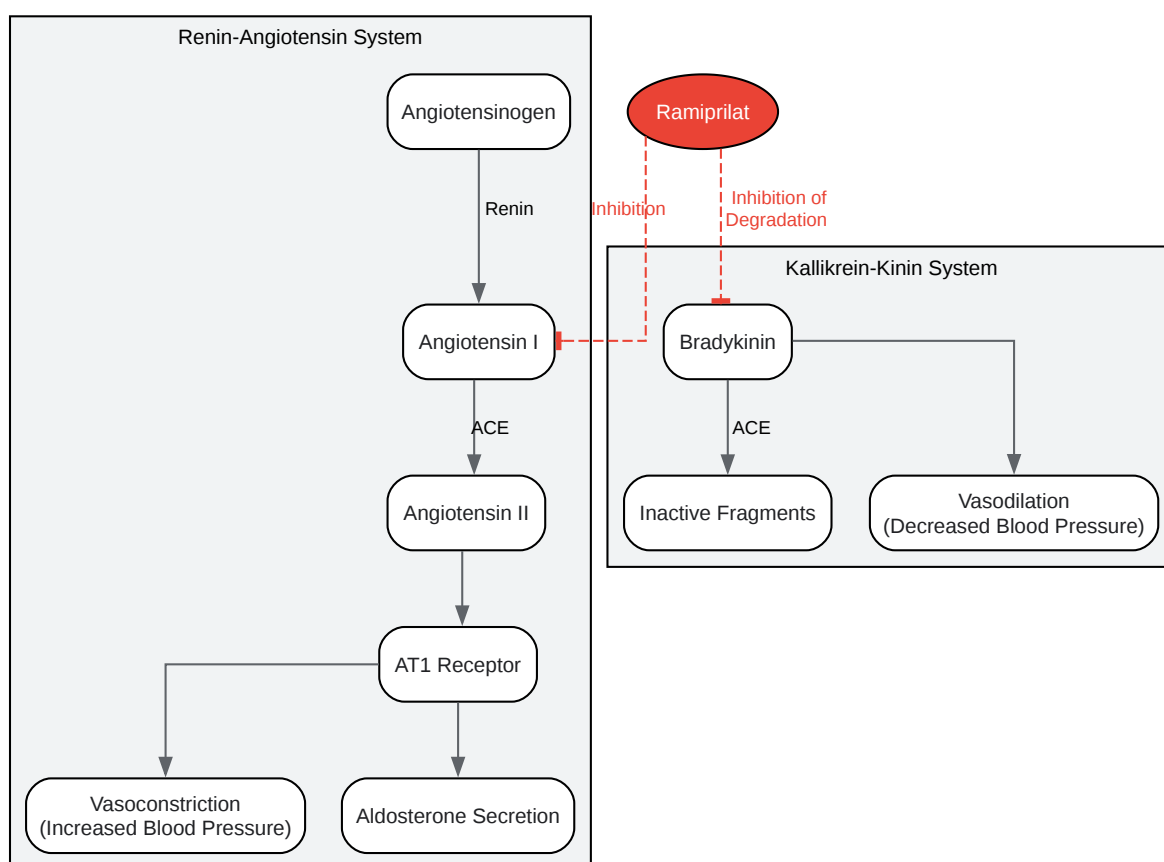 Renin-Angiotensin System
Angiotensinogen
Ramiprilat
Renin
Inhibition
Inhibition of
Degradation
Kallikrein-Kinin System
Angiotensin I
Bradykinin
ACE
ACE
Angiotensin II
Inactive Fragments
Vasodilation
(Decreased Blood Pressure)
AT1 Receptor
Vasoconstriction
(Increased Blood Pressure)
Aldosterone Secretion